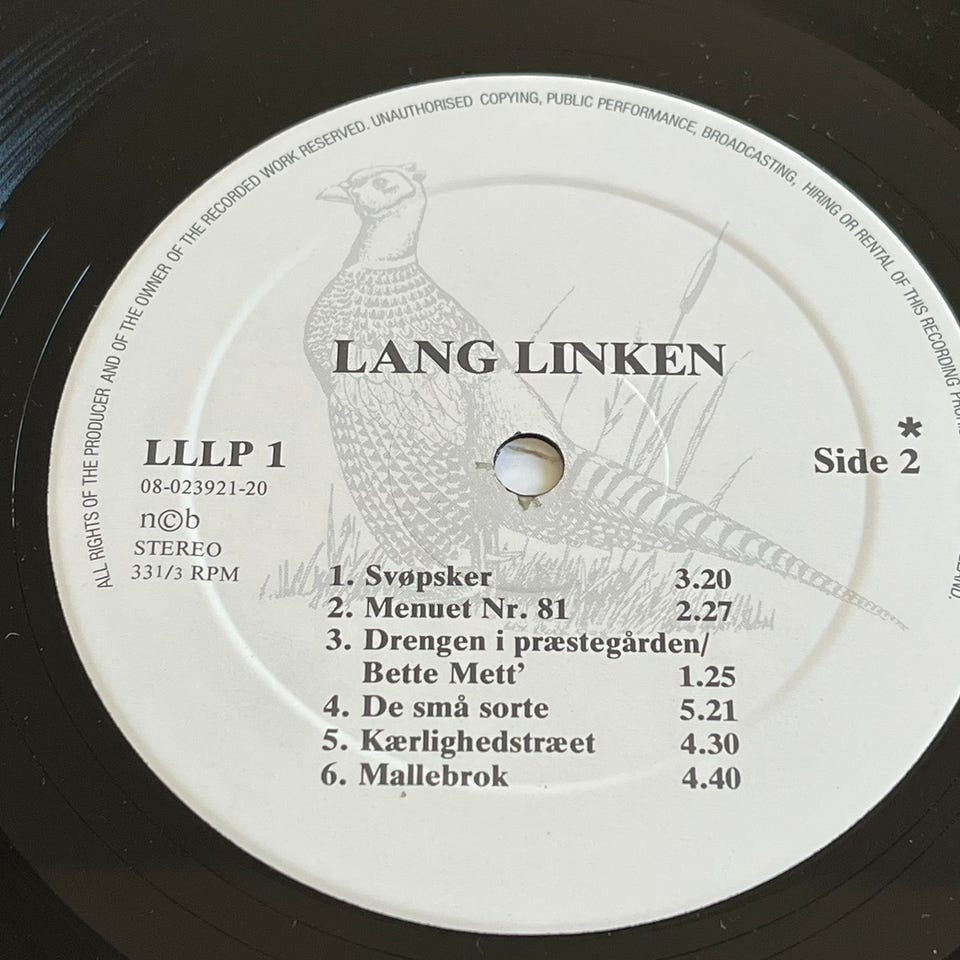 ALL RIGHTS OF THE PRODUCER AND OF THE OWNER OF THE RECORDED WORK RESERVED. UNAUTHORISED COPYING, PUBLIC PERFORMANCE, BROADCASTING, HIRING OR RENTAL OF THIS RECORDING
LANG LINKEN
LLLP 1
08-023921-20
n©b
STEREO
331/3 RPM
*
Side 2
1. Svøpsker 3.20
2. Menuet Nr. 81 2.27
3. Drengen i præstegården/
Bette Mett' 1.25
4. De små sorte 5.21
5. Kærlighedstræet 4.30
6. Mallebrok 4.40